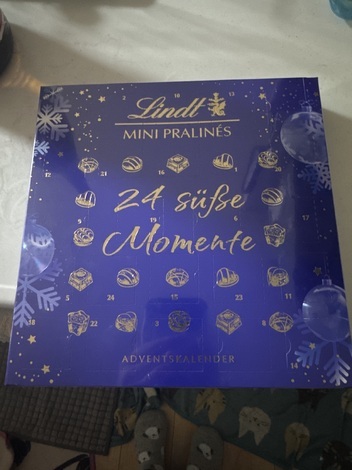 Lindt
MINI PRALINÉS
24 süße
Momente
ADVENTSKALENDER